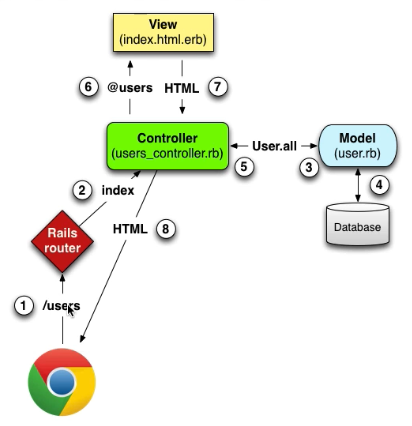 View
(index.html.erb)
6 @users HTML 7
Controller
(users_controller.rb)
User.all
5 3
Model
(user.rb)
4
Database
2 index
HTML 8
Rails
router
1 /users